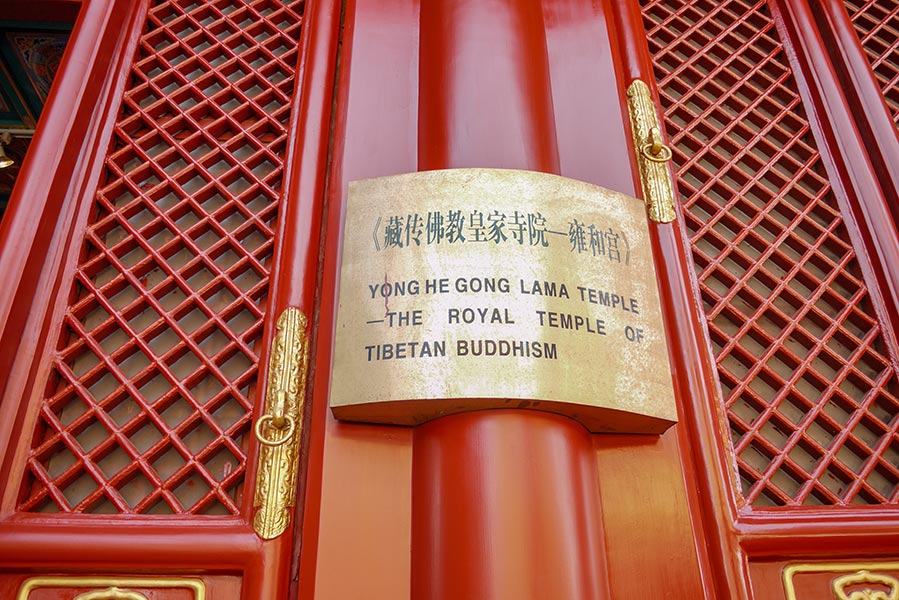 《藏传佛教皇家寺院—雍和宫》
YONG HE GONG LAMA TEMPLE
—THE ROYAL TEMPLE OF
TIBETAN BUDDHISM